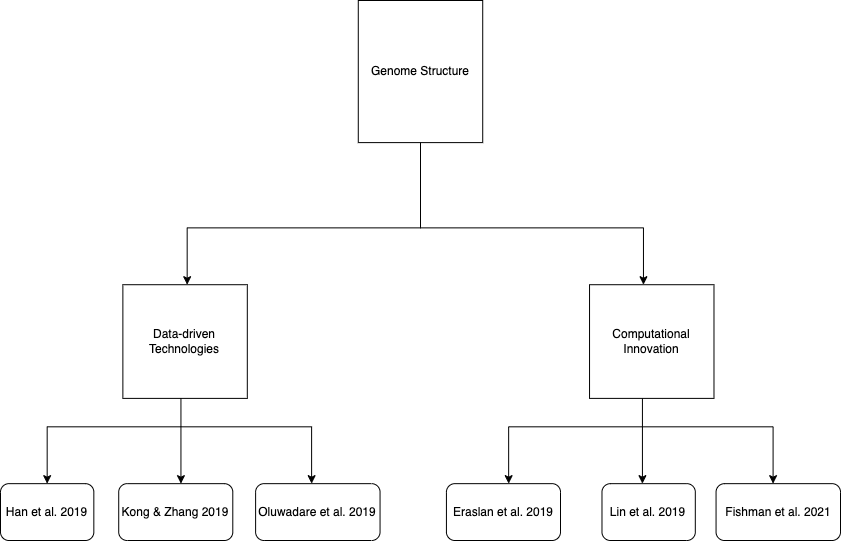 Genome Structure
Data-driven
Technologies
Computational
Innovation
Han et al. 2019
Kong & Zhang 2019
Oluwadare et al. 2019
Eraslan et al. 2019
Lin et al. 2019
Fishman et al. 2021